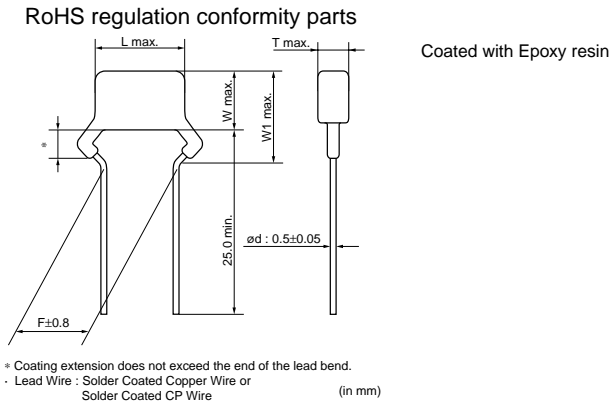 RoHS regulation conformity parts
L max.
T max.
Coated with Epoxy resin
W max.
W1 max.
*
25.0 min.
ød : 0.5±0.05
F±0.8
* Coating extension does not exceed the end of the lead bend.
· Lead Wire : Solder Coated Copper Wire or
Solder Coated CP Wire
(in mm)